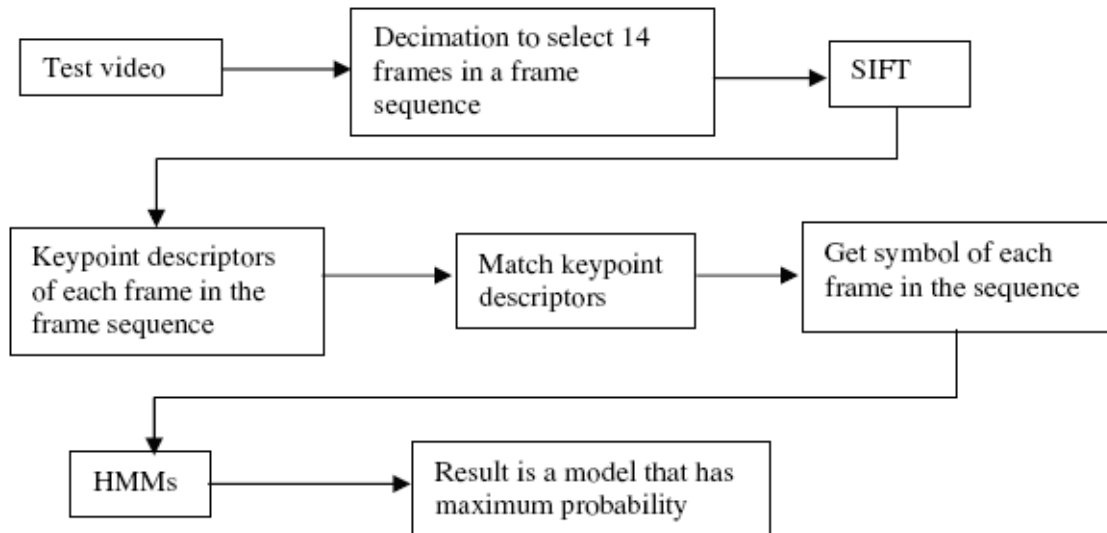 Test video
Decimation to select 14
frames in a frame
sequence
SIFT
Keypoint descriptors
of each frame in the
frame sequence
Match keypoint
descriptors
Get symbol of each
frame in the sequence
HMMs
Result is a model that has
maximum probability